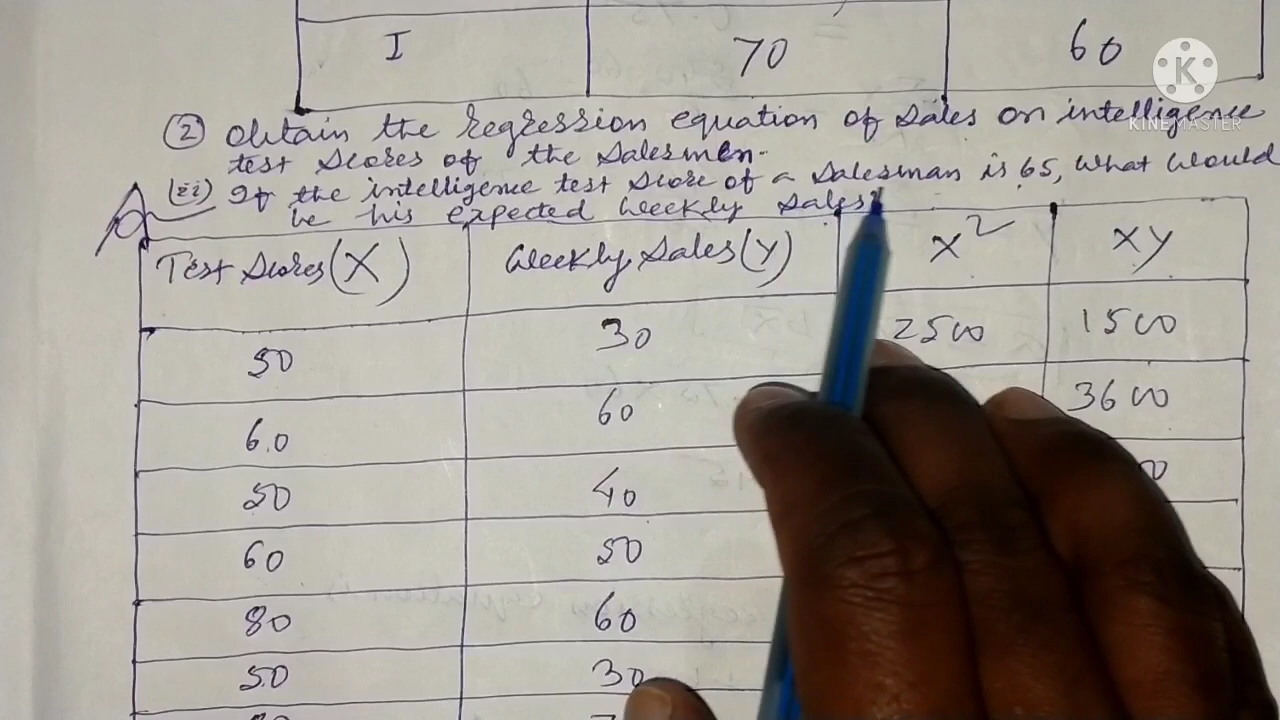 I 70 60
K
KINEMASTER
(2) Obtain the regression equation of Sales on intelligence
test Scores of the Salesmen.
(ii) If the intelligence test Score of a Salesman is 65, what would
be his expected Weekly Sales?
Test Scores(X) Weekly Sales(Y) X² XY
50 30 2500 1500
60 60 3600
50 40
60 50
80 60
50 30